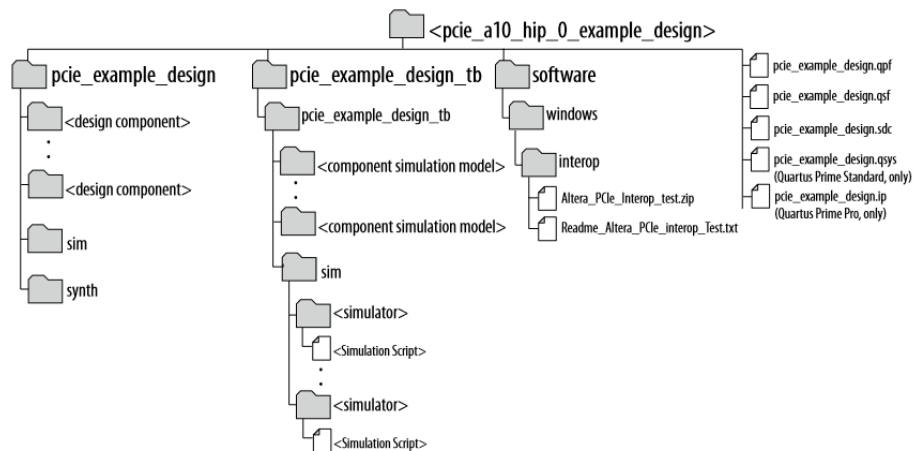 <pcie_a10_hip_0_example_design>
pcie_example_design
<design component>
<design component>
sim
synth
pcie_example_design_tb
pcie_example_design_tb
<component simulation model>
<component simulation model>
sim
<simulator>
<Simulation Script>
<simulator>
<Simulation Script>
software
windows
interop
Altera_PCIe_Interop_test.zip
Readme_Altera_PCIe_interop_Test.txt
pcie_example_design.qpf
pcie_example_design.qsf
pcie_example_design.sdc
pcie_example_design.qsys
(Quartus Prime Standard, only)
pcie_example_design.ip
(Quartus Prime Pro, only)